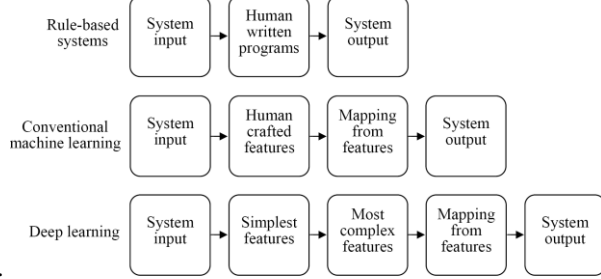 Rule-based
systems
System
input
Human
written
programs
System
output
Conventional
machine learning
System
input
Human
crafted
features
Mapping
from
features
System
output
Deep learning
System
input
Simplest
features
Most
complex
features
Mapping
from
features
System
output